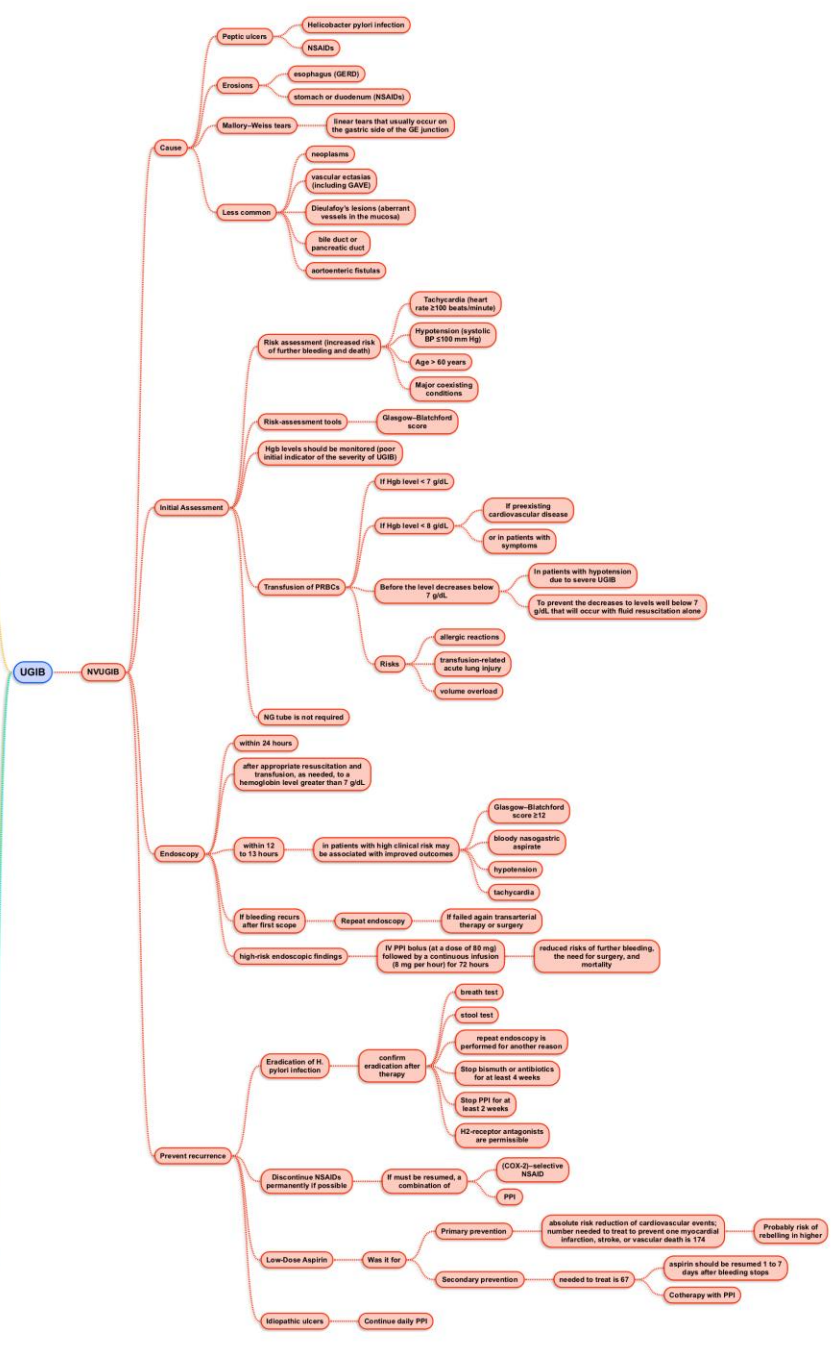 UGIB
NVUGIB
Cause
Peptic ulcers
Helicobacter pylori infection
NSAIDs
Erosions
esophagus (GERD)
stomach or duodenum (NSAIDs)
Mallory–Weiss tears
linear tears that usually occur on
the gastric side of the GE junction
Less common
neoplasms
vascular ectasias
(including GAVE)
Dieulafoy's lesions (aberrant
vessels in the mucosa)
bile duct or
pancreatic duct
aortoenteric fistulas
Initial Assessment
Risk assessment (increased risk
of further bleeding and death)
Tachycardia (heart
rate ≥100 beats/minute)
Hypotension (systolic
BP ≤100 mm Hg)
Age > 60 years
Major coexisting
conditions
Risk-assessment tools
Glasgow–Blatchford
score
Hgb levels should be monitored (poor
initial indicator of the severity of UGIB)
Transfusion of PRBCs
If Hgb level < 7 g/dL
If Hgb level < 8 g/dL
If preexisting
cardiovascular disease
or in patients with
symptoms
Before the level decreases below
7 g/dL
In patients with hypotension
due to severe UGIB
To prevent the decreases to levels well below 7
g/dL that will occur with fluid resuscitation alone
Risks
allergic reactions
transfusion-related
acute lung injury
volume overload
NG tube is not required
Endoscopy
within 24 hours
after appropriate resuscitation and
transfusion, as needed, to a
hemoglobin level greater than 7 g/dL
within 12
to 13 hours
in patients with high clinical risk may
be associated with improved outcomes
Glasgow–Blatchford
score ≥12
bloody nasogastric
aspirate
hypotension
tachycardia
If bleeding recurs
after first scope
Repeat endoscopy
If failed again transarterial
therapy or surgery
high-risk endoscopic findings
IV PPI bolus (at a dose of 80 mg)
followed by a continuous infusion
(8 mg per hour) for 72 hours
reduced risks of further bleeding,
the need for surgery, and
mortality
Prevent recurrence
Eradication of H.
pylori infection
confirm
eradication after
therapy
breath test
stool test
repeat endoscopy is
performed for another reason
Stop bismuth or antibiotics
for at least 4 weeks
Stop PPI for at
least 2 weeks
H2-receptor antagonists
are permissible
Discontinue NSAIDs
permanently if possible
If must be resumed, a
combination of
(COX-2)–selective
NSAID
PPI
Low-Dose Aspirin
Was it for
Primary prevention
absolute risk reduction of cardiovascular events;
number needed to treat to prevent one myocardial
infarction, stroke, or vascular death is 174
Probably risk of
rebelling in higher
Secondary prevention
needed to treat is 67
aspirin should be resumed 1 to 7
days after bleeding stops
Cotherapy with PPI
Idiopathic ulcers
Continue daily PPI